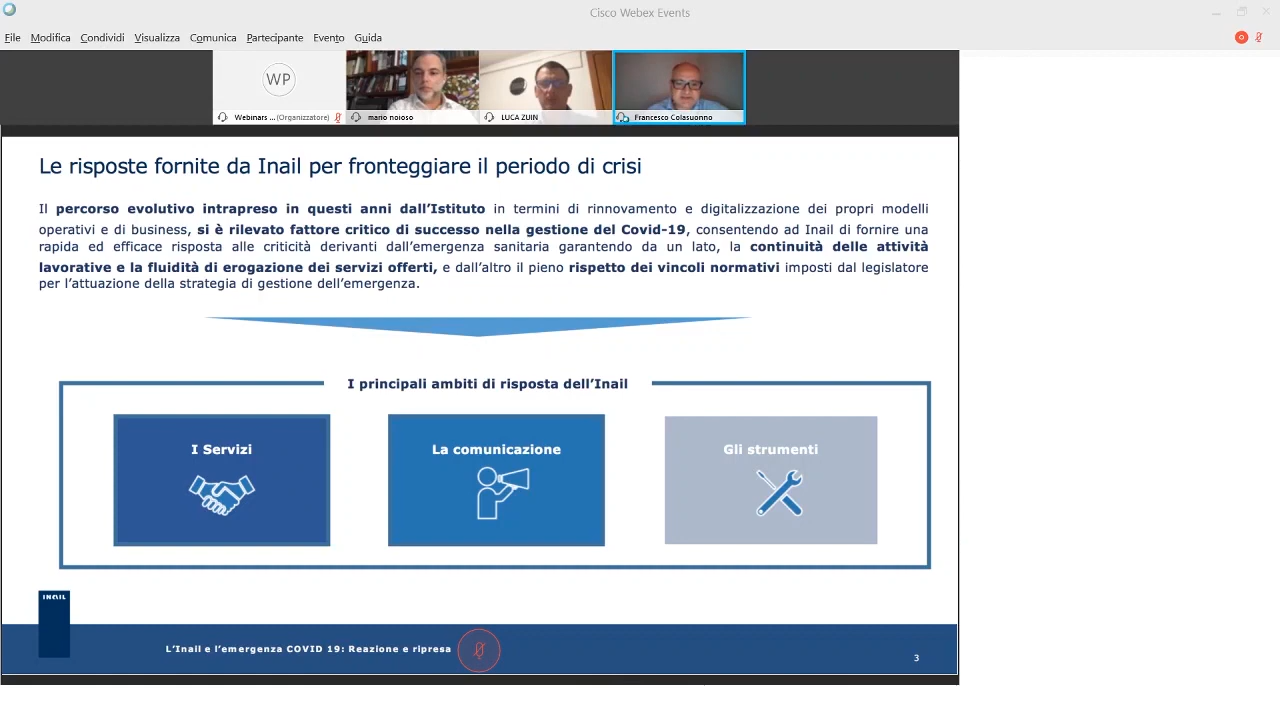 Cisco Webex Events
File Modifica Condividi Visualizza Comunica Partecipante Evento Guida
WP
Webinars ... (Organizzatore) mario noioso LUCA ZUIN Francesco Colasuonno
Le risposte fornite da Inail per fronteggiare il periodo di crisi
Il percorso evolutivo intrapreso in questi anni dall’Istituto in termini di rinnovamento e digitalizzazione dei propri modelli
operativi e di business, si è rilevato fattore critico di successo nella gestione del Covid-19, consentendo ad Inail di fornire una
rapida ed efficace risposta alle criticità derivanti dall’emergenza sanitaria garantendo da un lato, la continuità delle attività
lavorative e la fluidità di erogazione dei servizi offerti, e dall’altro il pieno rispetto dei vincoli normativi imposti dal legislatore
per l’attuazione della strategia di gestione dell’emergenza.
I principali ambiti di risposta dell’Inail
I Servizi
La comunicazione
Gli strumenti
INAIL
L’Inail e l’emergenza COVID 19: Reazione e ripresa
3